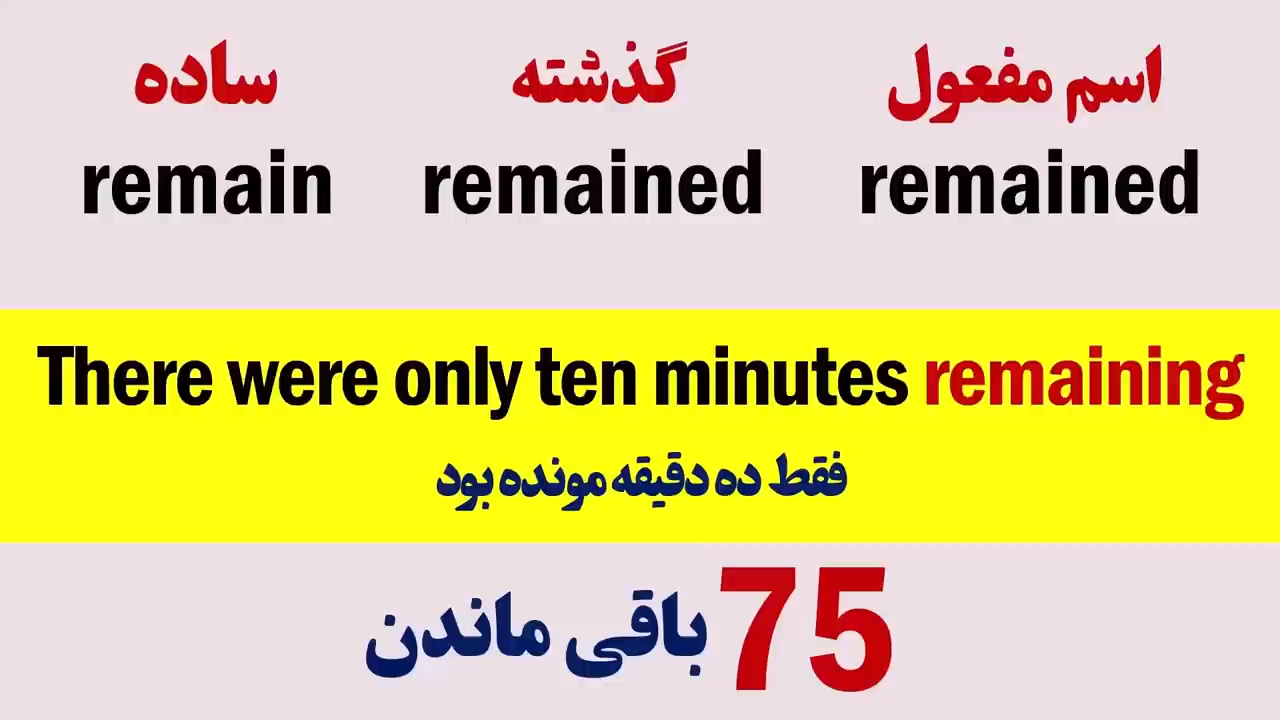 ساده گذشته اسم مفعول
remain remained remained
There were only ten minutes remaining
فقط ده دقیقه مونده بود
75 باقی ماندن